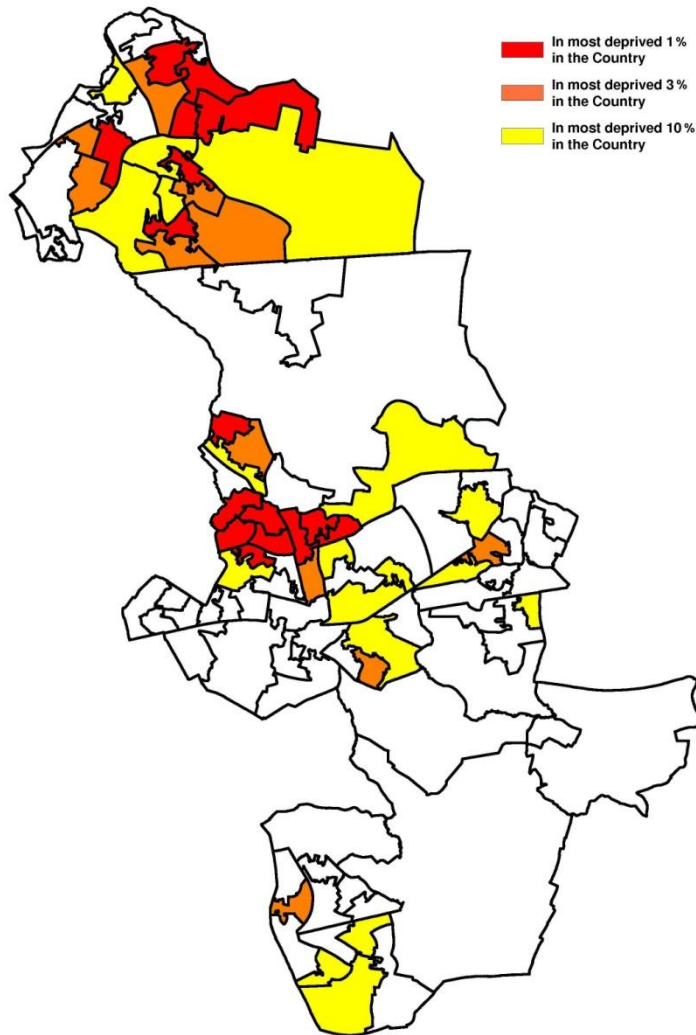 In most deprived 1%
in the Country
In most deprived 3%
in the Country
In most deprived 10%
in the Country